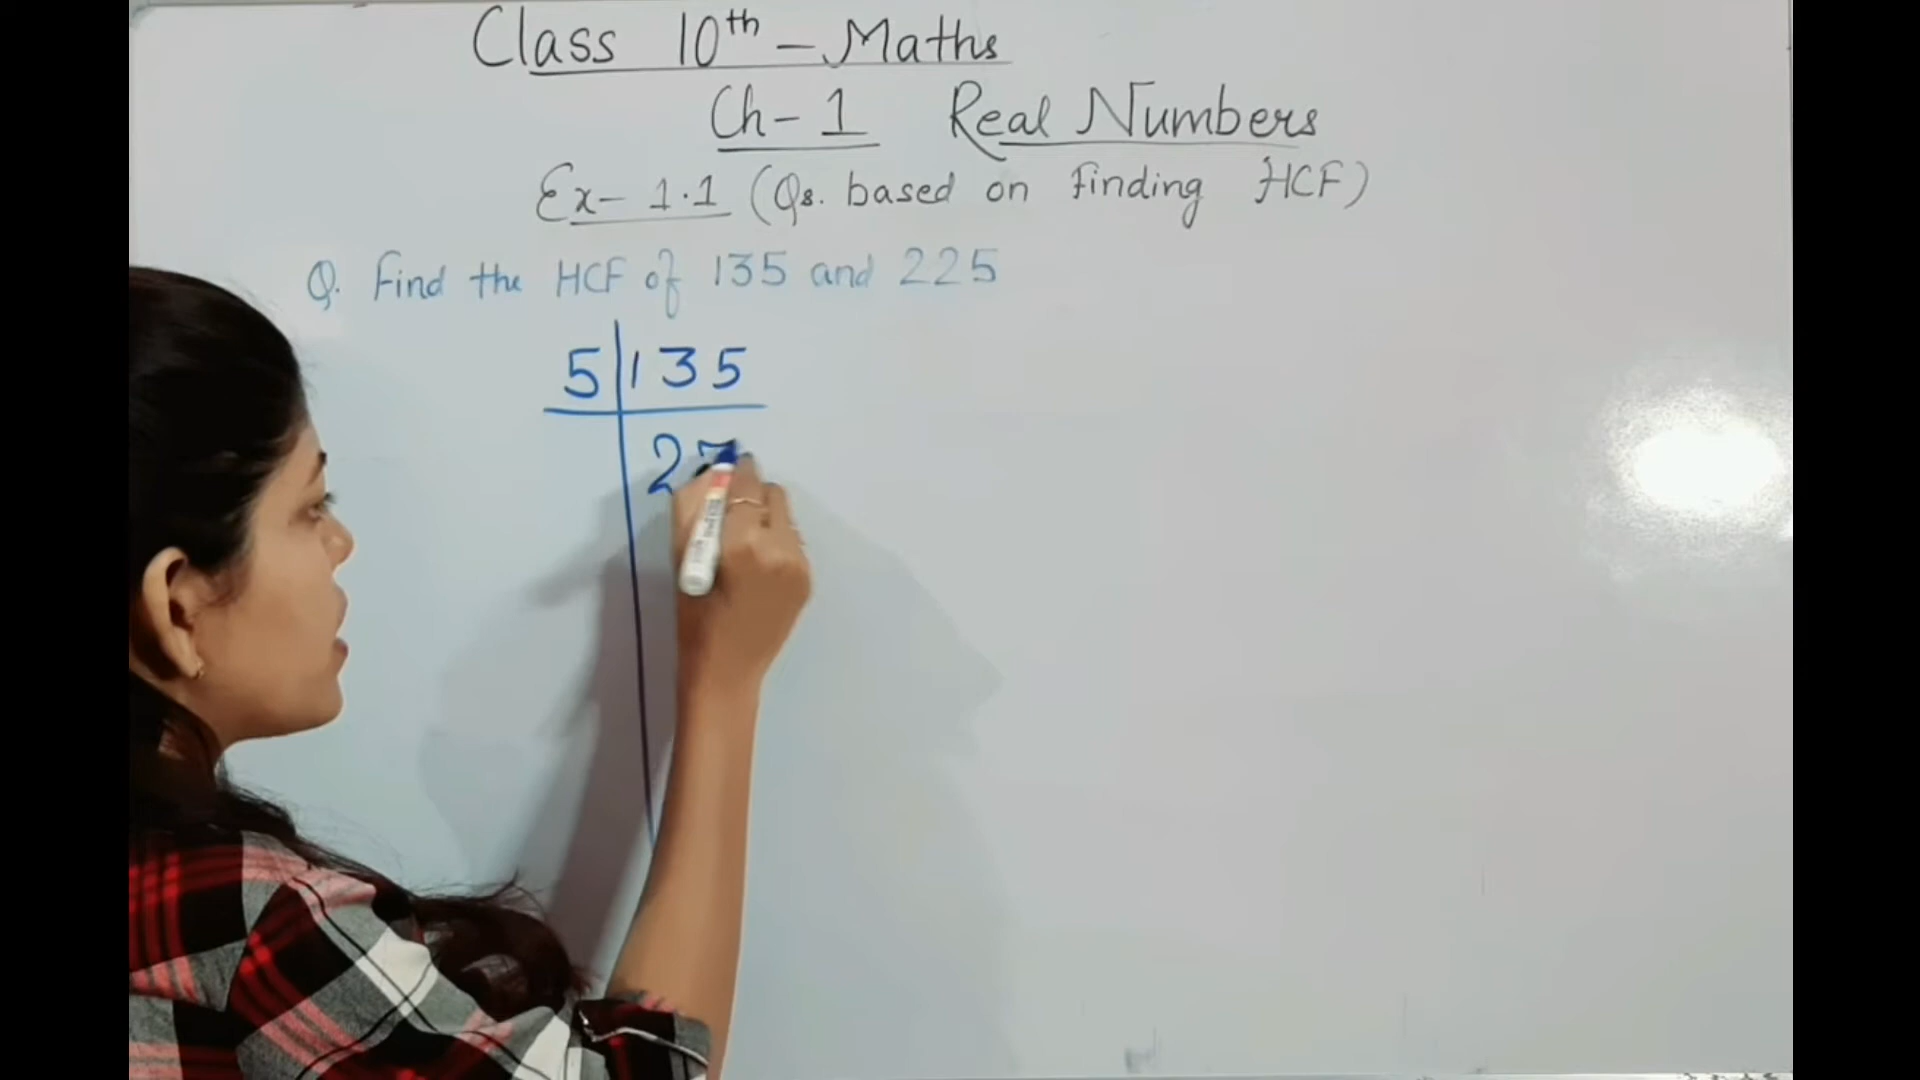 Class 10th - Maths
Ch-1 Real Numbers
Ex-1.1 (Qs. based on Finding HCF)
Q. Find the HCF of 135 and 225
5 135
27